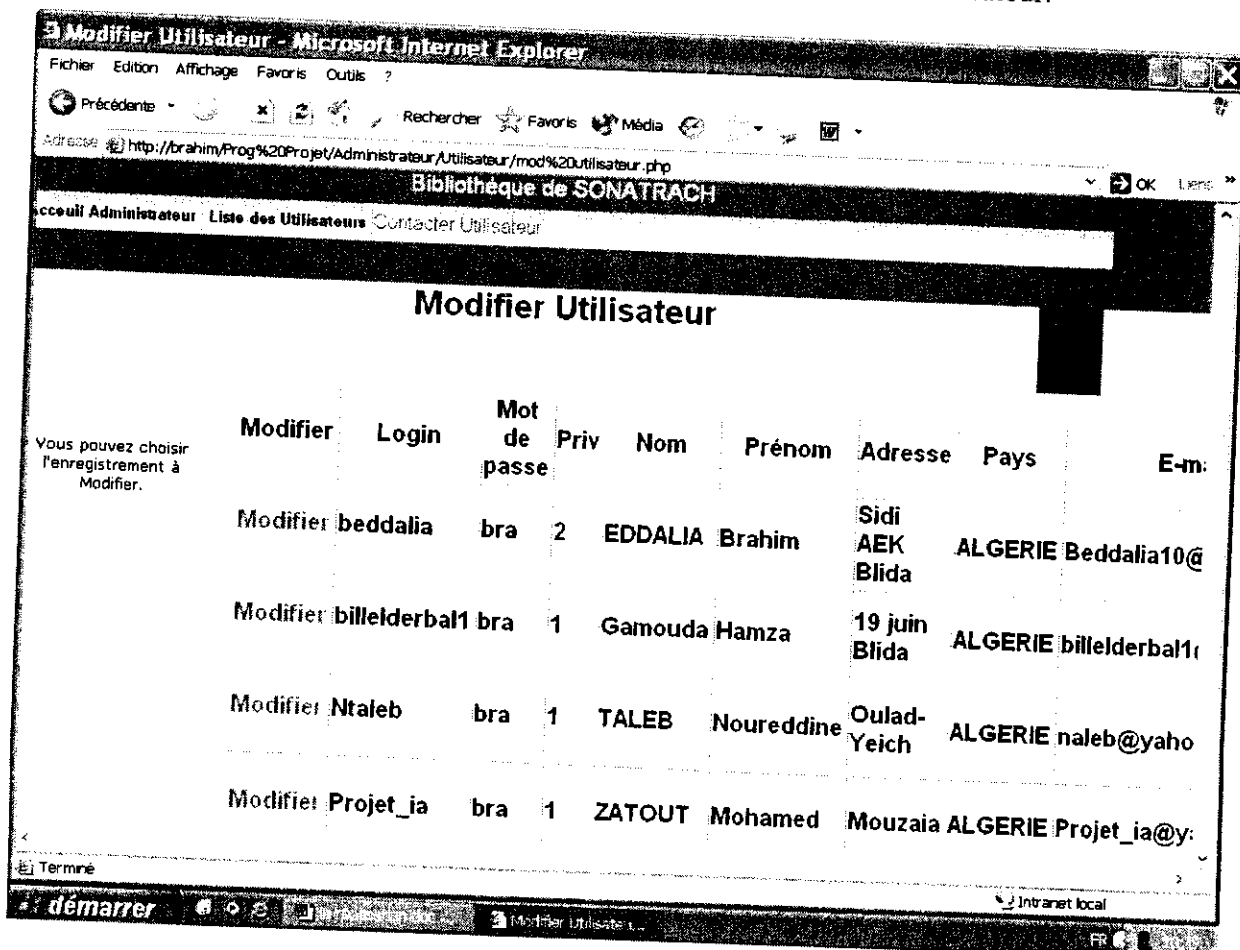 Modifier Utilisateur - Microsoft Internet Explorer
Fichier Edition Affichage Favoris Outils ?
Précédente Rechercher Favoris Média
Adresse http://brahim/Prog%20Projet/Administrateur/Utilisateur/mod%20utilisateur.php OK Liens »
Bibliothéque de SONATRACH
Acceuil Administrateur Liste des Utilisateurs Contacter Utilisateur
Modifier Utilisateur
Vous pouvez choisir
l'enregistrement à
Modifier.
Modifier Login Mot de passe Priv Nom Prénom Adresse Pays E-ma
Modifier beddalia bra 2 EDDALIA Brahim Sidi AEK Blida ALGERIE Beddalia10@
Modifier billelderbal1 bra 1 Gamouda Hamza 19 juin Blida ALGERIE billelderbal1(
Modifier Ntaleb bra 1 TALEB Noureddine Oulad-Yeich ALGERIE naleb@yaho
Modifier Projet_ia bra 1 ZATOUT Mohamed Mouzaia ALGERIE Projet_ia@y
Terminé
Intranet local
démarrer Modifier Utilisate...
FR